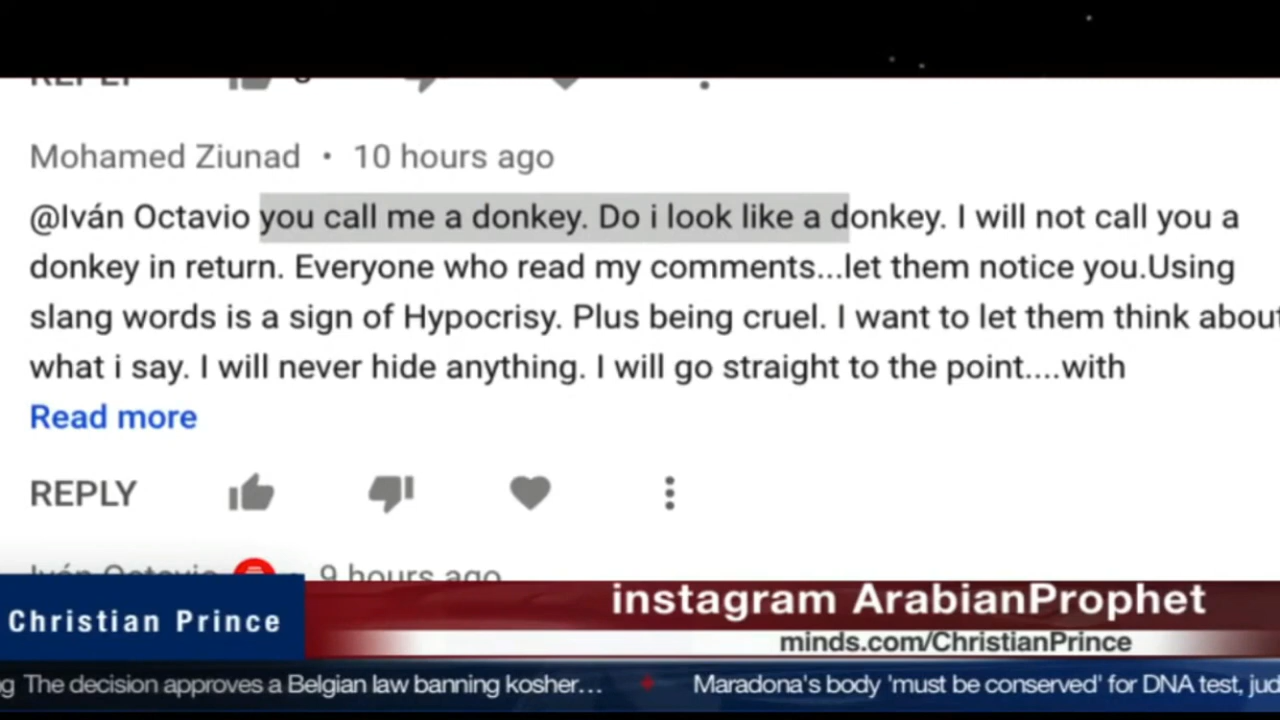 REPLY
Mohamed Ziunad • 10 hours ago
@Iván Octavio you call me a donkey. Do i look like a donkey. I will not call you a
donkey in return. Everyone who read my comments...let them notice you.Using
slang words is a sign of Hypocrisy. Plus being cruel. I want to let them think about
what i say. I will never hide anything. I will go straight to the point....with
Read more
REPLY
Iván Octavio • 9 hours ago
Christian Prince
instagram ArabianProphet
minds.com/ChristianPrince
The decision approves a Belgian law banning kosher...
Maradona's body 'must be conserved' for DNA test,